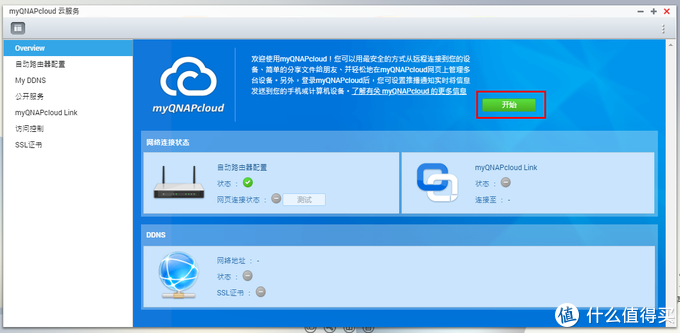 myQNAPcloud 云服务
Overview
自动路由器配置
My DDNS
公开服务
myQNAPcloud Link
访问控制
SSL证书
myQNAPcloud
欢迎使用myQNAPcloud！您可以用最安全的方式从远程连接到您的设
备、简单的分享文件给朋友、并轻松地在myQNAPcloud网页上管理多
台设备。另外，登录myQNAPcloud后，您可设置推播通知实时将信息
发送到您的手机或计算机设备。了解有关 myQNAPcloud 的更多信息
开始
网络连接状态
自动路由器配置
状态：
网页连接状态：
测试
myQNAPcloud Link
状态：
连接至：-
DDNS
网络地址：-
状态：
SSL证书：
值 什么值得买